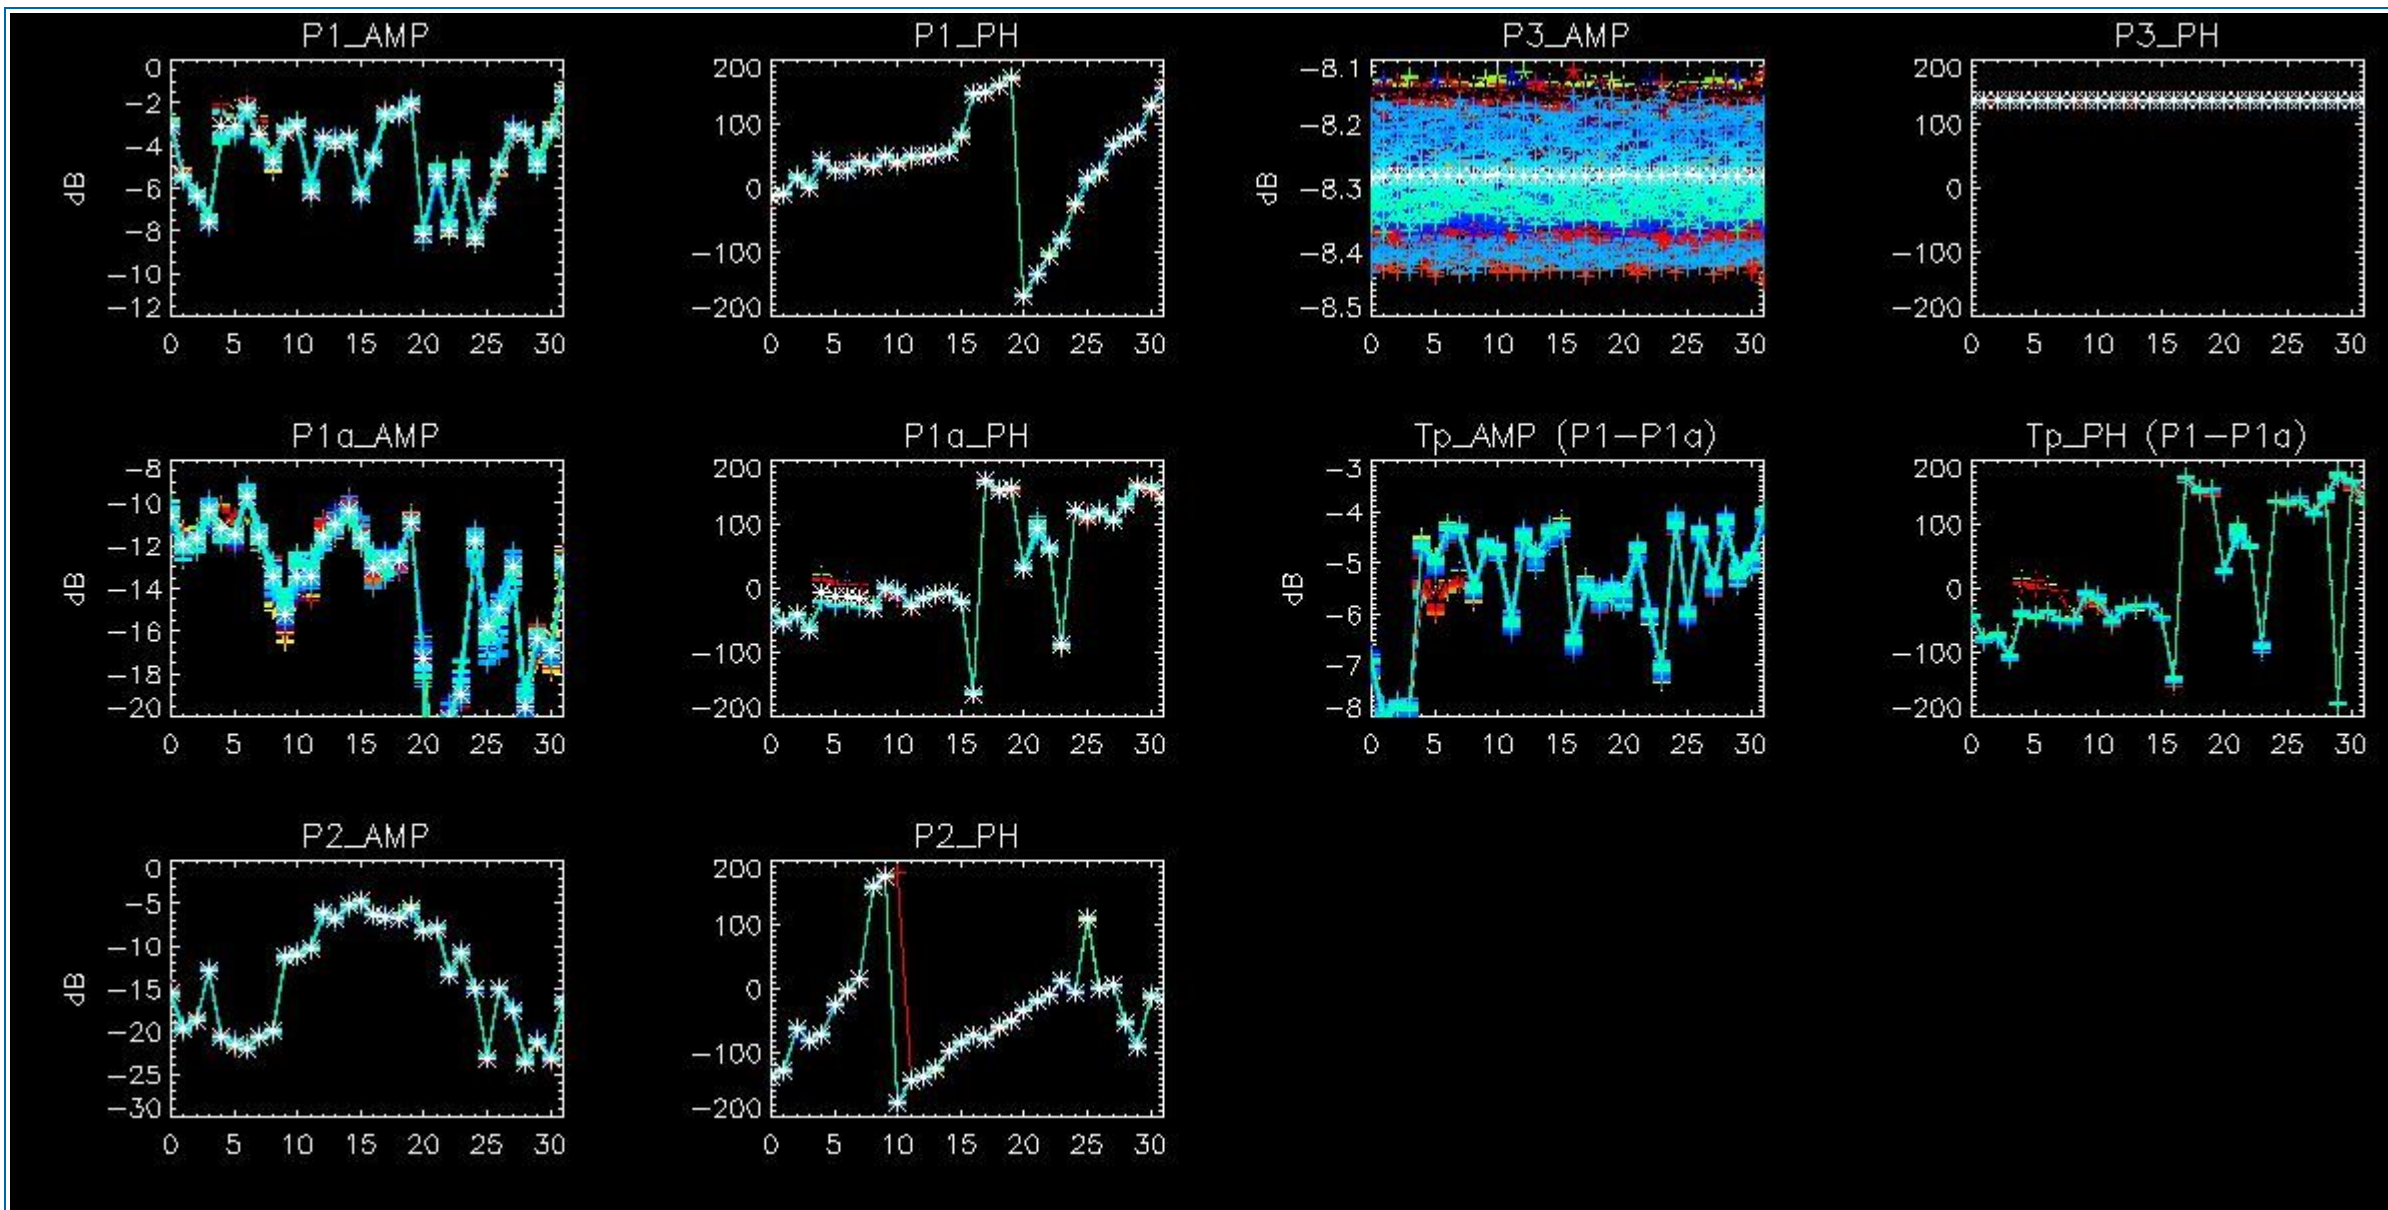 P1_AMP
0
−2
−4
−6
−8
−10
−12
dB
0 5 10 15 20 25 30
P1_PH
200
100
0
−100
−200
0 5 10 15 20 25 30
P3_AMP
−8.1
−8.2
−8.3
−8.4
−8.5
dB
0 5 10 15 20 25 30
P3_PH
200
100
0
−100
−200
0 5 10 15 20 25 30
P1a_AMP
−8
−10
−12
−14
−16
−18
−20
dB
0 5 10 15 20 25 30
P1a_PH
200
100
0
−100
−200
0 5 10 15 20 25 30
Tp_AMP (P1−P1a)
−3
−4
−5
−6
−7
−8
dB
0 5 10 15 20 25 30
Tp_PH (P1−P1a)
200
100
0
−100
−200
0 5 10 15 20 25 30
P2_AMP
0
−5
−10
−15
−20
−25
−30
dB
0 5 10 15 20 25 30
P2_PH
200
100
0
−100
−200
0 5 10 15 20 25 30